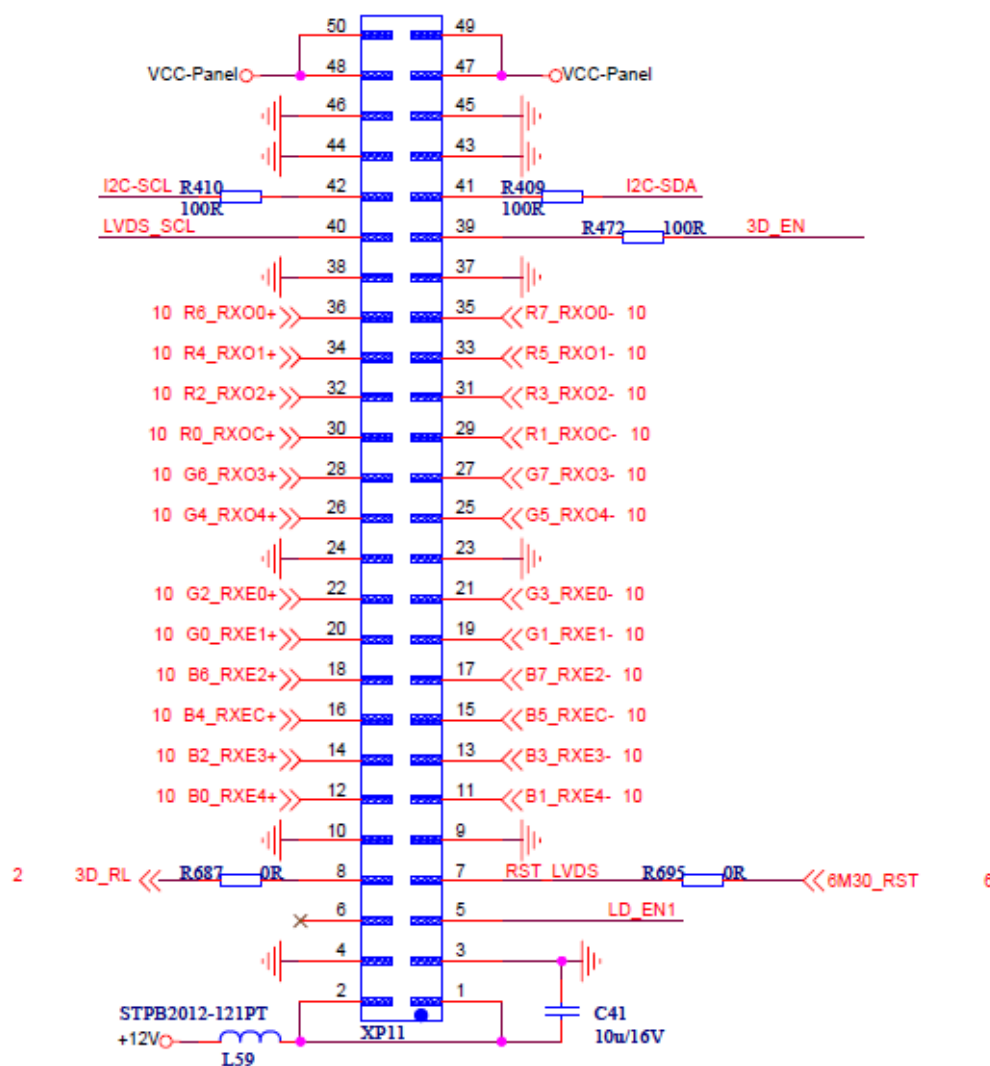 50 49
VCC-Panel 48 47 VCC-Panel
46 45
44 43
I2C-SCL R410 100R 42 41 R409 100R I2C-SDA
LVDS_SCL 40 39 R472 100R 3D_EN
38 37
10 R6_RXO0+ 36 35 R7_RXO0- 10
10 R4_RXO1+ 34 33 R5_RXO1- 10
10 R2_RXO2+ 32 31 R3_RXO2- 10
10 R0_RXOC+ 30 29 R1_RXOC- 10
10 G6_RXO3+ 28 27 G7_RXO3- 10
10 G4_RXO4+ 26 25 G5_RXO4- 10
24 23
10 G2_RXE0+ 22 21 G3_RXE0- 10
10 G0_RXE1+ 20 19 G1_RXE1- 10
10 B6_RXE2+ 18 17 B7_RXE2- 10
10 B4_RXEC+ 16 15 B5_RXEC- 10
10 B2_RXE3+ 14 13 B3_RXE3- 10
10 B0_RXE4+ 12 11 B1_RXE4- 10
10 9
2 3D_RL R687 0R 8 7 RST_LVDS R695 0R 6M30_RST 6
6 5 LD_EN1
4 3
2 1
STPB2012-121PT C41
+12V XP11 10u/16V
L59